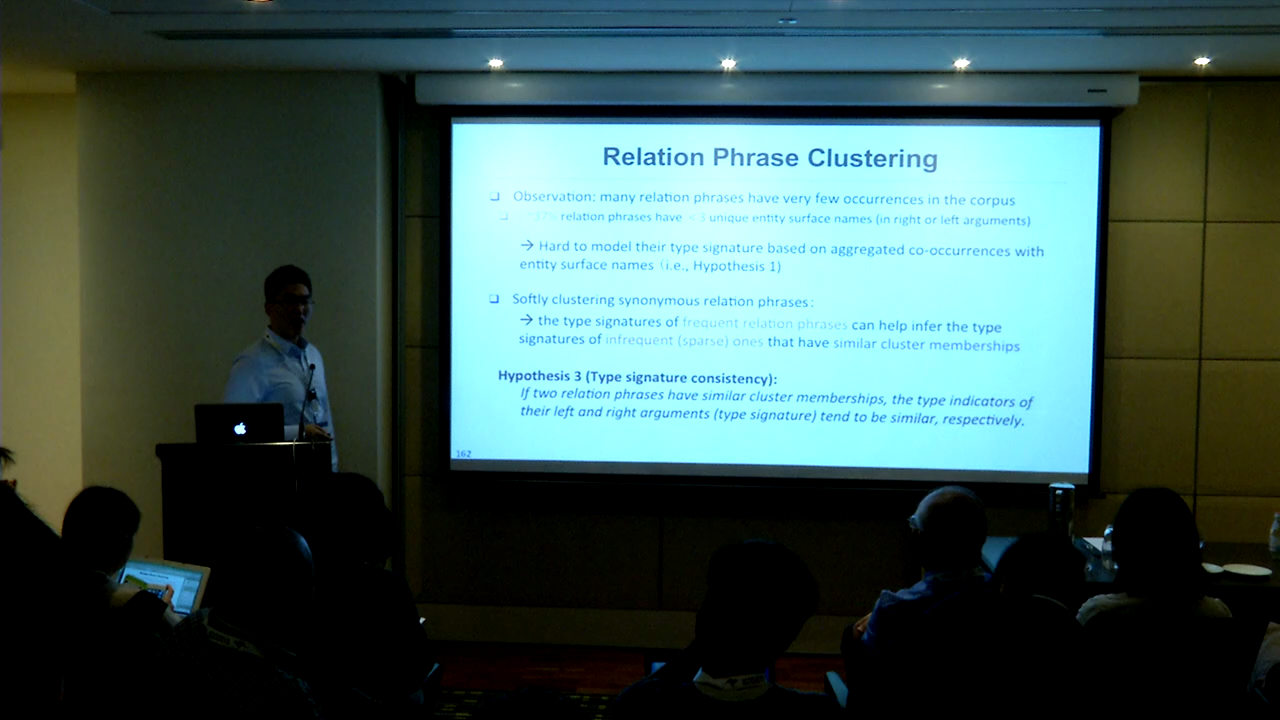 Relation Phrase Clustering
❑ Observation: many relation phrases have very few occurrences in the corpus
❑ relation phrases have < 3 unique entity surface names (in right or left arguments)
→ Hard to model their type signature based on aggregated co-occurrences with
entity surface names (i.e., Hypothesis 1)
❑ Softly clustering synonymous relation phrases:
→ the type signatures of frequent relation phrases can help infer the type
signatures of infrequent (sparse) ones that have similar cluster memberships
Hypothesis 3 (Type signature consistency):
If two relation phrases have similar cluster memberships, the type indicators of
their left and right arguments (type signature) tend to be similar, respectively.
162